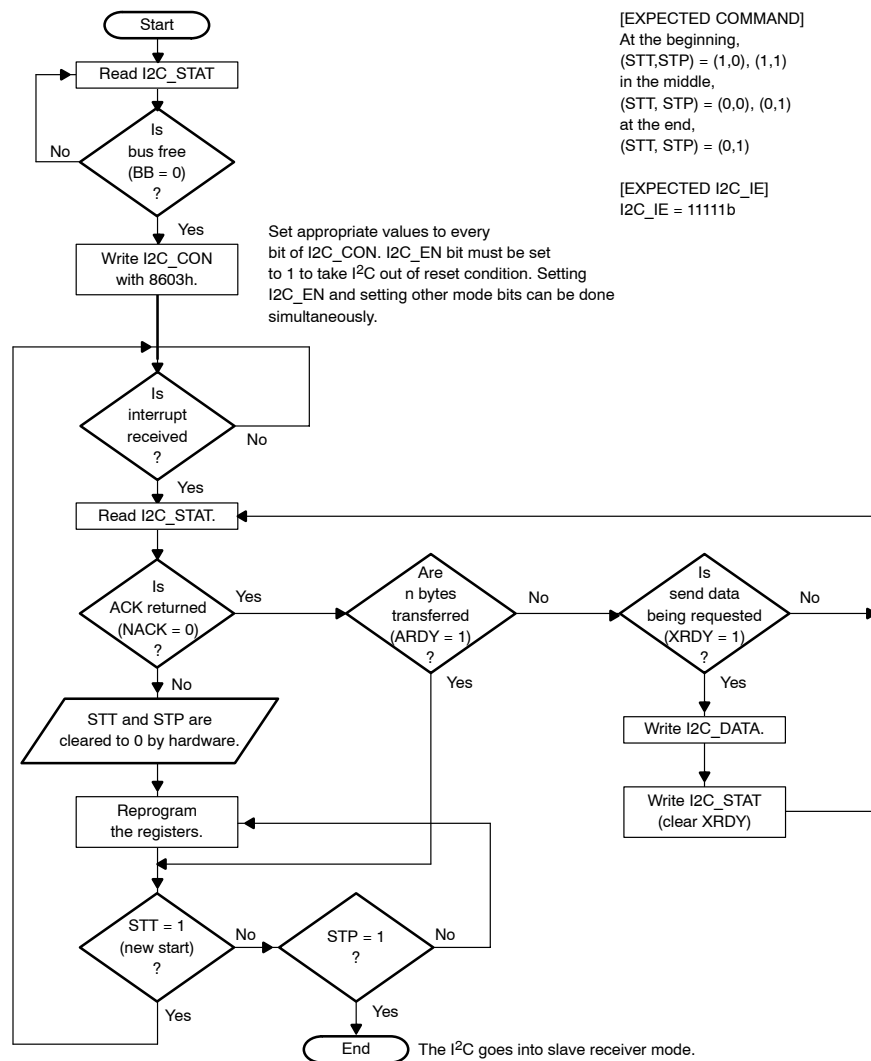 Start
Read I2C_STAT
Is
bus free
(BB = 0)
?
No
Yes
Write I2C_CON
with 8603h.
Set appropriate values to every
bit of I2C_CON. I2C_EN bit must be set
to 1 to take I2C out of reset condition. Setting
I2C_EN and setting other mode bits can be done
simultaneously.
[EXPECTED COMMAND]
At the beginning,
(STT,STP) = (1,0), (1,1)
in the middle,
(STT, STP) = (0,0), (0,1)
at the end,
(STT, STP) = (0,1)
[EXPECTED I2C_IE]
I2C_IE = 11111b
Is
interrupt
received
?
No
Yes
Read I2C_STAT.
Is
ACK returned
(NACK = 0)
?
Yes
No
Are
n bytes
transferred
(ARDY = 1)
?
No
Yes
Is
send data
being requested
(XRDY = 1)
?
No
Yes
Write I2C_DATA.
Write I2C_STAT
(clear XRDY)
STT and STP are
cleared to 0 by hardware.
Reprogram
the registers.
STT = 1
(new start)
?
No
Yes
STP = 1
?
No
Yes
End
The I2C goes into slave receiver mode.